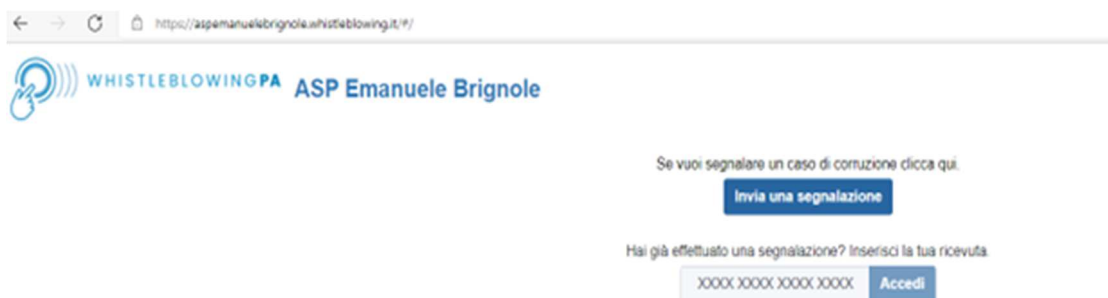 https://aspemanuelebrignole.whistleblowing.it/#/
WHISTLEBLOWINGPA ASP Emanuele Brignole
Se vuoi segnalare un caso di corruzione clicca qui.
Invia una segnalazione
Hai già effettuato una segnalazione? Inserisci la tua ricevuta.
XXXX XXXX XXXX XXXX Accedi